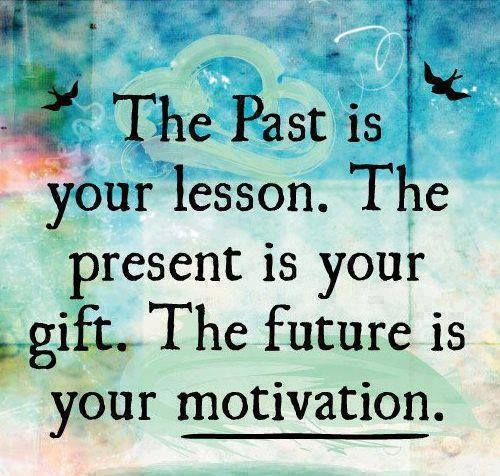 The Past is
your lesson. The
present is your
gift. The future is
your motivation.